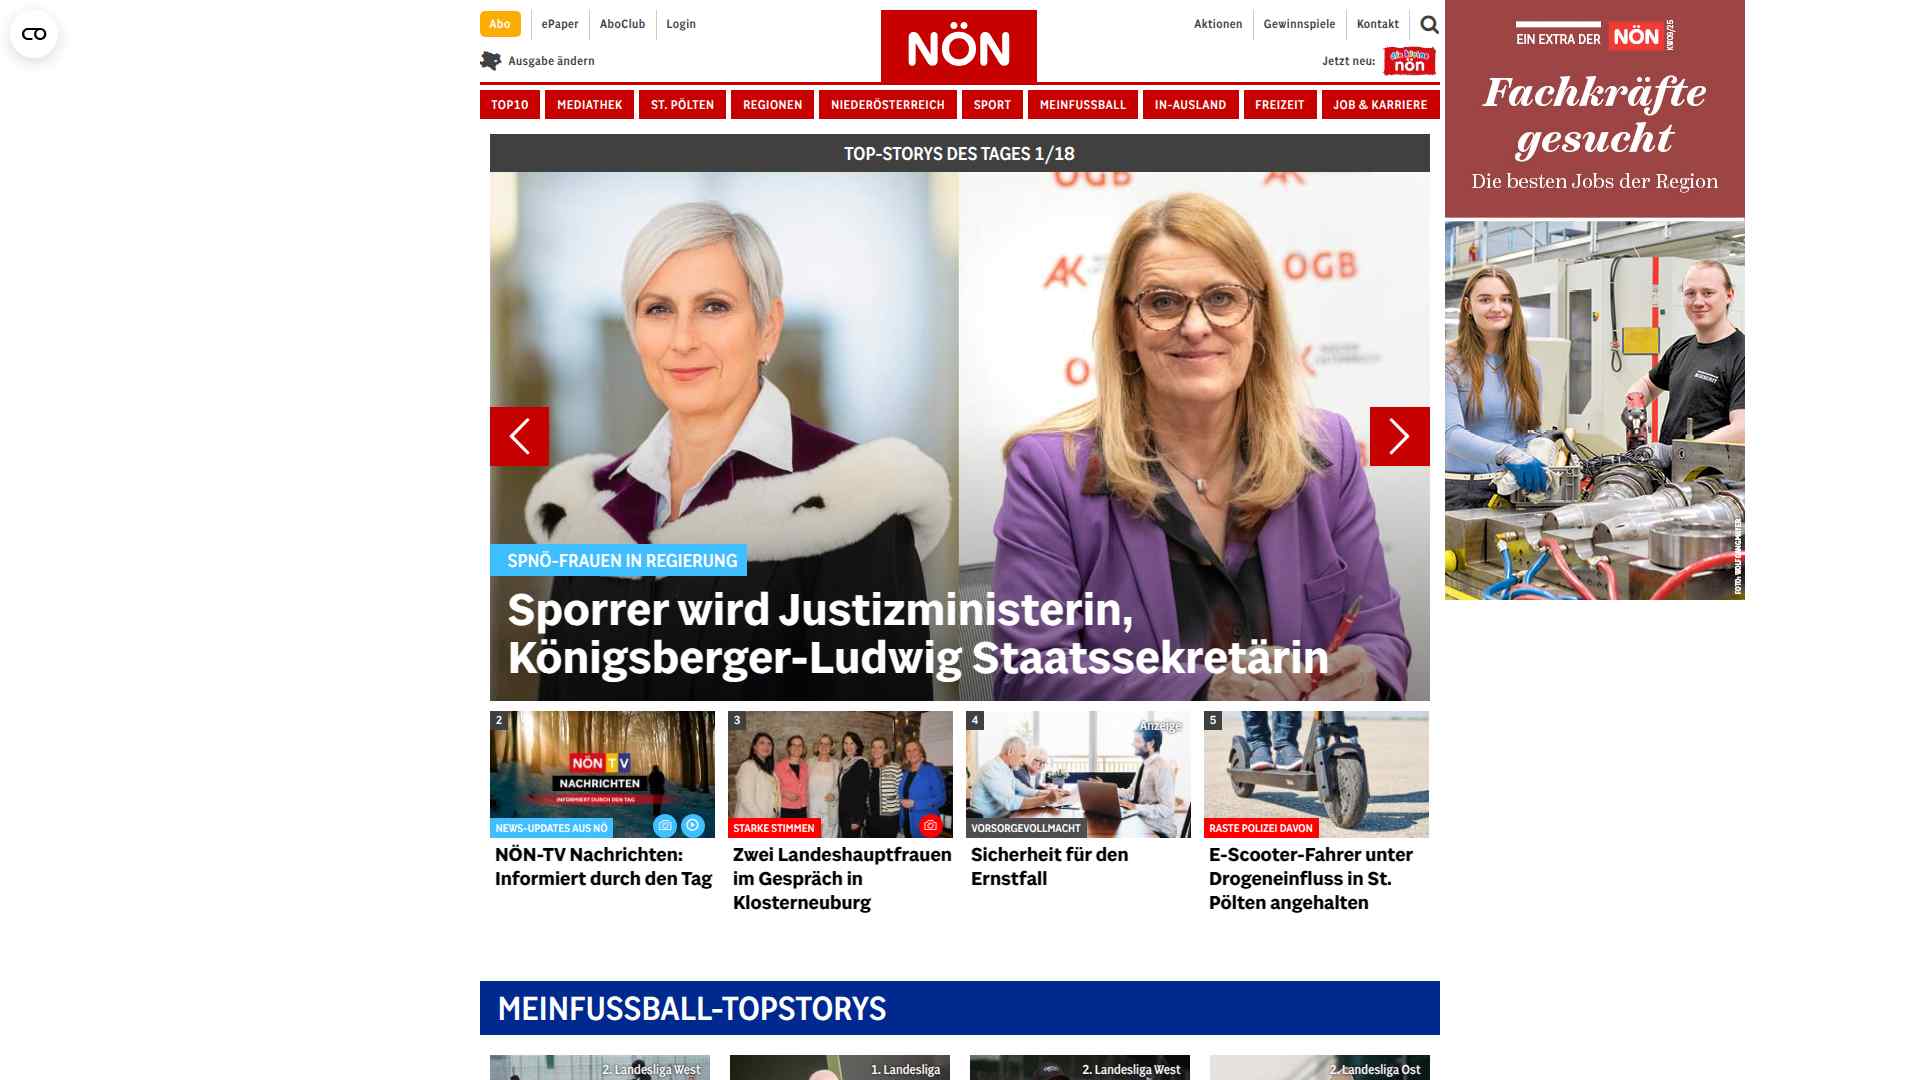 Abo
ePaper
AboClub
Login
NÖN
Aktionen
Gewinnspiele
Kontakt
Ausgabe ändern
Jetzt neu:
die kleine
nön
TOP10
MEDIATHEK
ST. PÖLTEN
REGIONEN
NIEDERÖSTERREICH
SPORT
MEINFUSSBALL
IN-AUSLAND
FREIZEIT
JOB & KARRIERE
EIN EXTRA DER NÖN
KW09/25
Fachkräfte
gesucht
Die besten Jobs der Region
TOP-STORYS DES TAGES 1/18
ÖGB
AK
AK
ÖGB
SPNÖ-FRAUEN IN REGIERUNG
Sporrer wird Justizministerin,
Königsberger-Ludwig Staatssekretärin
2
NÖN TV
NACHRICHTEN
INFORMIERT DURCH DEN TAG
NEWS-UPDATES AUS NÖ
NÖN-TV Nachrichten:
Informiert durch den Tag
3
STARKE STIMMEN
Zwei Landeshauptfrauen
im Gespräch in
Klosterneuburg
4
Anzeige
VORSORGEVOLLMACHT
Sicherheit für den
Ernstfall
5
RASTE POLIZEI DAVON
E-Scooter-Fahrer unter
Drogeneinfluss in St.
Pölten angehalten
MEINFUSSBALL-TOPSTORYS
2. Landesliga West
1. Landesliga
2. Landesliga West
2. Landesliga Ost